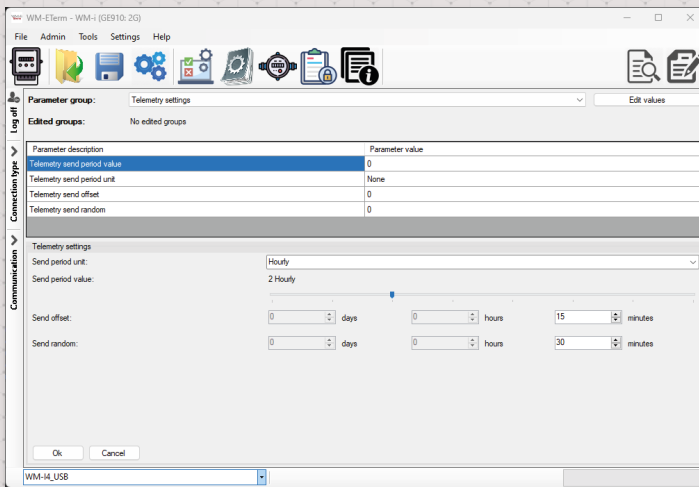 WM-ETerm - WM-i (GE910; 2G)
File Admin Tools Settings Help
Log off
Connection type
Communication
Parameter group: Telemetry settings Edit values
Edited groups: No edited groups
Parameter description Parameter value
Telemetry send period value 0
Telemetry send period unit None
Telemetry send offset 0
Telemetry send random 0
Telemetry settings
Send period unit: Hourly
Send period value: 2 Hourly
Send offset: 0 days 0 hours 15 minutes
Send random: 0 days 0 hours 30 minutes
Ok Cancel
WM-I4_USB